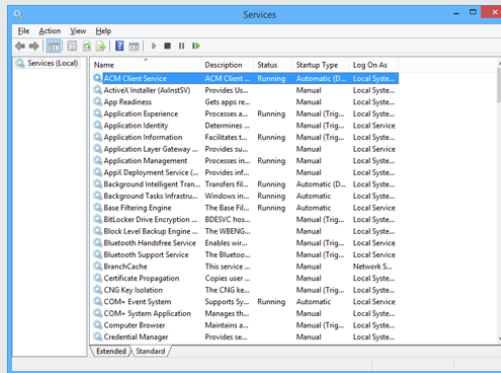 Services
File Action View Help
Services (Local)
Name Description Status Startup Type Log On As
ACM Client Service ACM Client ... Running Automatic (D... Local Syste...
ActiveX Installer (AxInstSV) Provides Us... Manual Local Syste...
App Readiness Gets apps re... Manual Local Syste...
Application Experience Processes a... Running Manual (Trig... Local Syste...
Application Identity Determines ... Manual (Trig... Local Service
Application Information Facilitates t... Running Manual (Trig... Local Syste...
Application Layer Gateway ... Provides su... Manual Local Service
Application Management Processes in... Running Manual Local Syste...
AppX Deployment Service (... Provides inf... Manual Local Syste...
Background Intelligent Tran... Transfers fil... Running Automatic (D... Local Syste...
Background Tasks Infrastru... Windows in... Running Automatic Local Syste...
Base Filtering Engine The Base Fil... Running Automatic Local Service
BitLocker Drive Encryption ... BDESVC hos... Manual (Trig... Local Syste...
Block Level Backup Engine ... The WBENG... Manual Local Syste...
Bluetooth Handsfree Service Enables wir... Manual (Trig... Local Service
Bluetooth Support Service The Bluetoo... Manual (Trig... Local Service
BranchCache This service ... Manual Network S...
Certificate Propagation Copies user ... Manual Local Syste...
CNG Key Isolation The CNG ke... Manual (Trig... Local Syste...
COM+ Event System Supports Sy... Running Automatic Local Service
COM+ System Application Manages th... Manual Local Syste...
Computer Browser Maintains a... Manual (Trig... Local Syste...
Credential Manager Provides se... Manual Local Syste...
Extended Standard